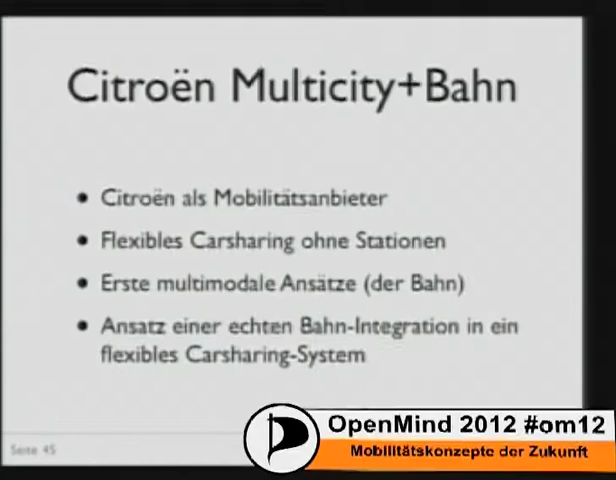 Citroën Multicity+Bahn
• Citroën als Mobilitätsanbieter
• Flexibles Carsharing ohne Stationen
• Erste multimodale Ansätze (der Bahn)
• Ansatz einer echten Bahn-Integration in ein
flexibles Carsharing-System
Seite 45
OpenMind 2012 #om12
Mobilitätskonzepte der Zukunft